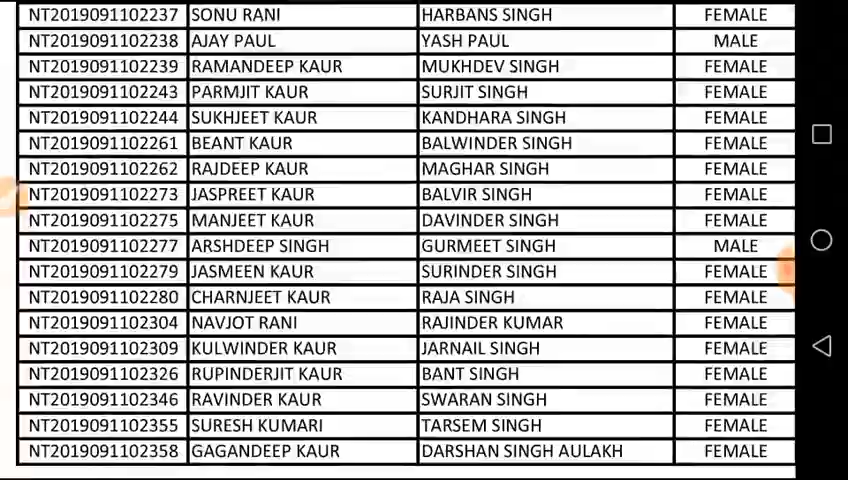 NT2019091102237 SONU RANI HARBANS SINGH FEMALE
NT2019091102238 AJAY PAUL YASH PAUL MALE
NT2019091102239 RAMANDEEP KAUR MUKHDEV SINGH FEMALE
NT2019091102243 PARMJIT KAUR SURJIT SINGH FEMALE
NT2019091102244 SUKHJEET KAUR KANDHARA SINGH FEMALE
NT2019091102261 BEANT KAUR BALWINDER SINGH FEMALE
NT2019091102262 RAJDEEP KAUR MAGHAR SINGH FEMALE
NT2019091102273 JASPREET KAUR BALVIR SINGH FEMALE
NT2019091102275 MANJEET KAUR DAVINDER SINGH FEMALE
NT2019091102277 ARSHDEEP SINGH GURMEET SINGH MALE
NT2019091102279 JASMEEN KAUR SURINDER SINGH FEMALE
NT2019091102280 CHARNJEET KAUR RAJA SINGH FEMALE
NT2019091102304 NAVJOT RANI RAJINDER KUMAR FEMALE
NT2019091102309 KULWINDER KAUR JARNAIL SINGH FEMALE
NT2019091102326 RUPINDERJIT KAUR BANT SINGH FEMALE
NT2019091102346 RAVINDER KAUR SWARAN SINGH FEMALE
NT2019091102355 SURESH KUMARI TARSEM SINGH FEMALE
NT2019091102358 GAGANDEEP KAUR DARSHAN SINGH AULAKH FEMALE